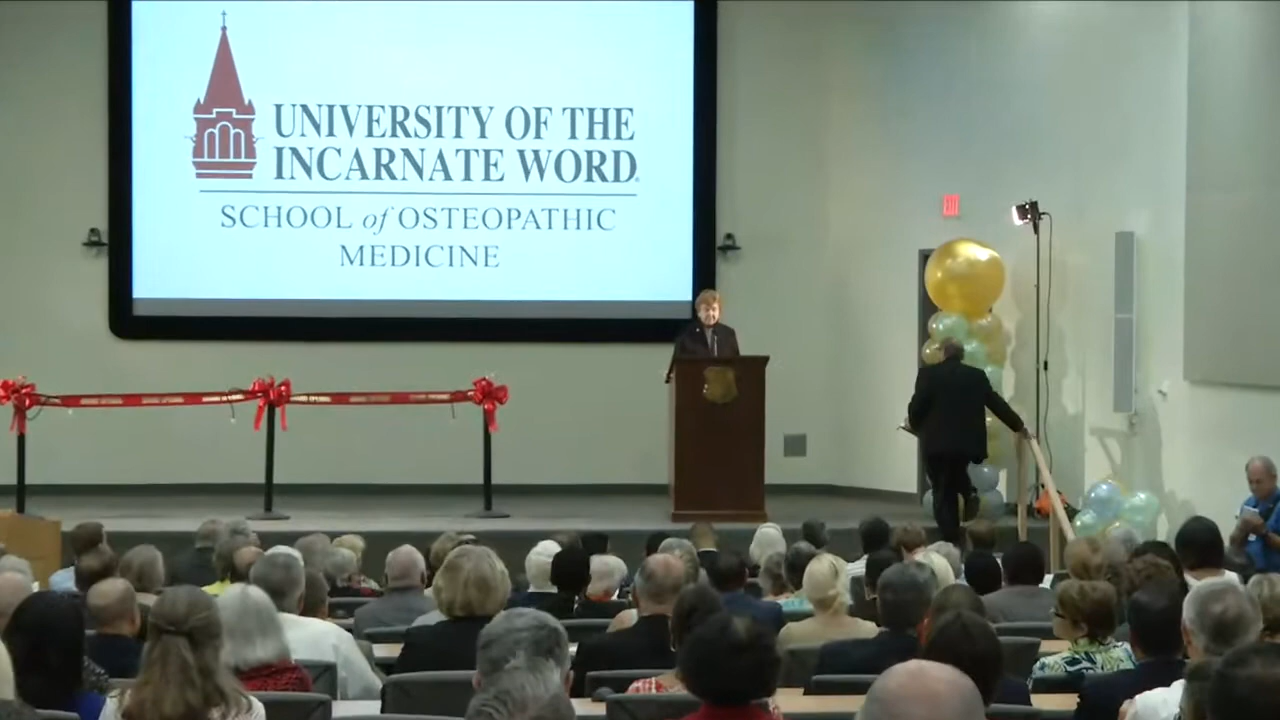 UNIVERSITY OF THE
INCARNATE WORD
SCHOOL of OSTEOPATHIC
MEDICINE